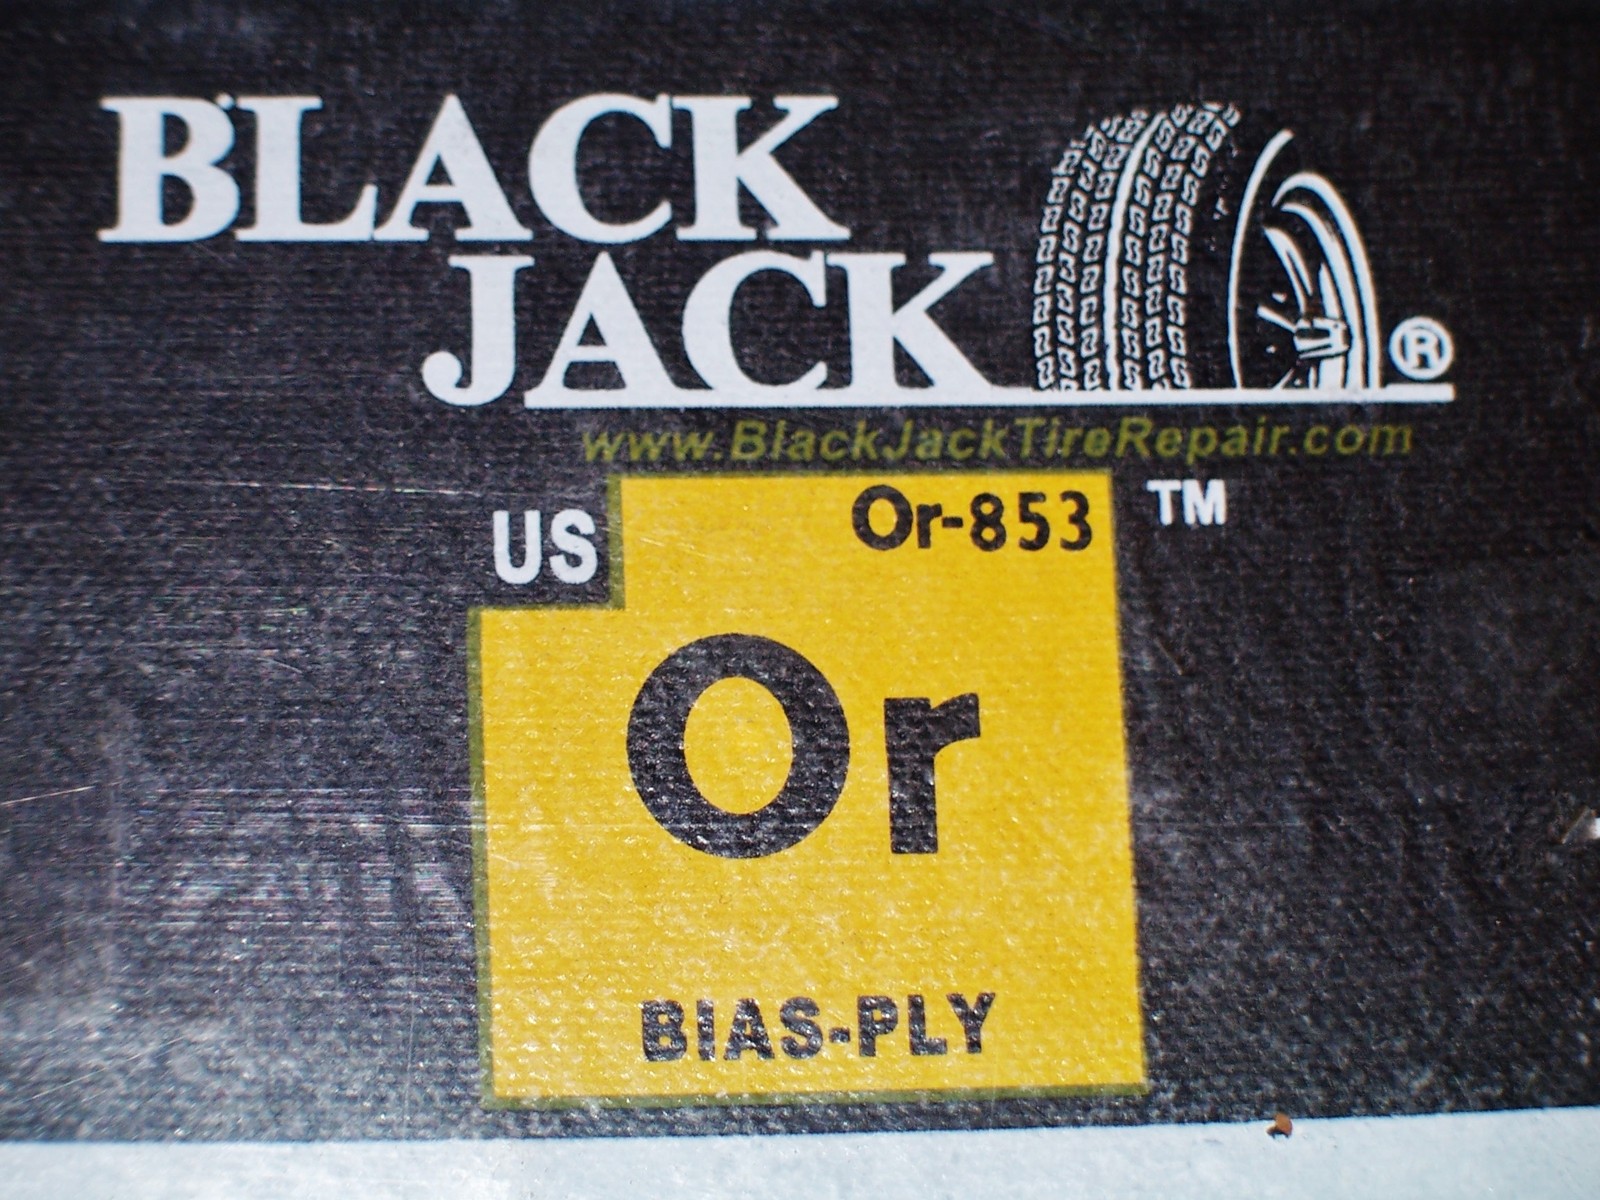 BLACK
JACK ®
www.BlackJackTireRepair.com
US
Or-853
TM
Or
BIAS-PLY